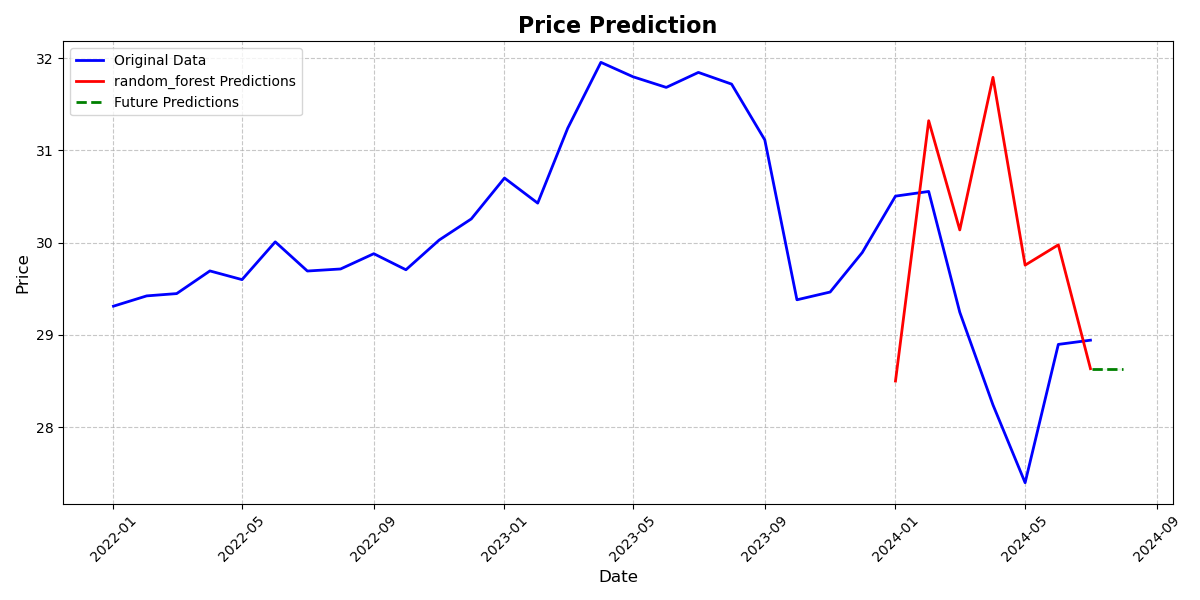 Price Prediction
Original Data
random_forest Predictions
Future Predictions
32
31
30
29
28
Price
2022-01
2022-05
2022-09
2023-01
2023-05
2023-09
2024-01
2024-05
2024-09
Date